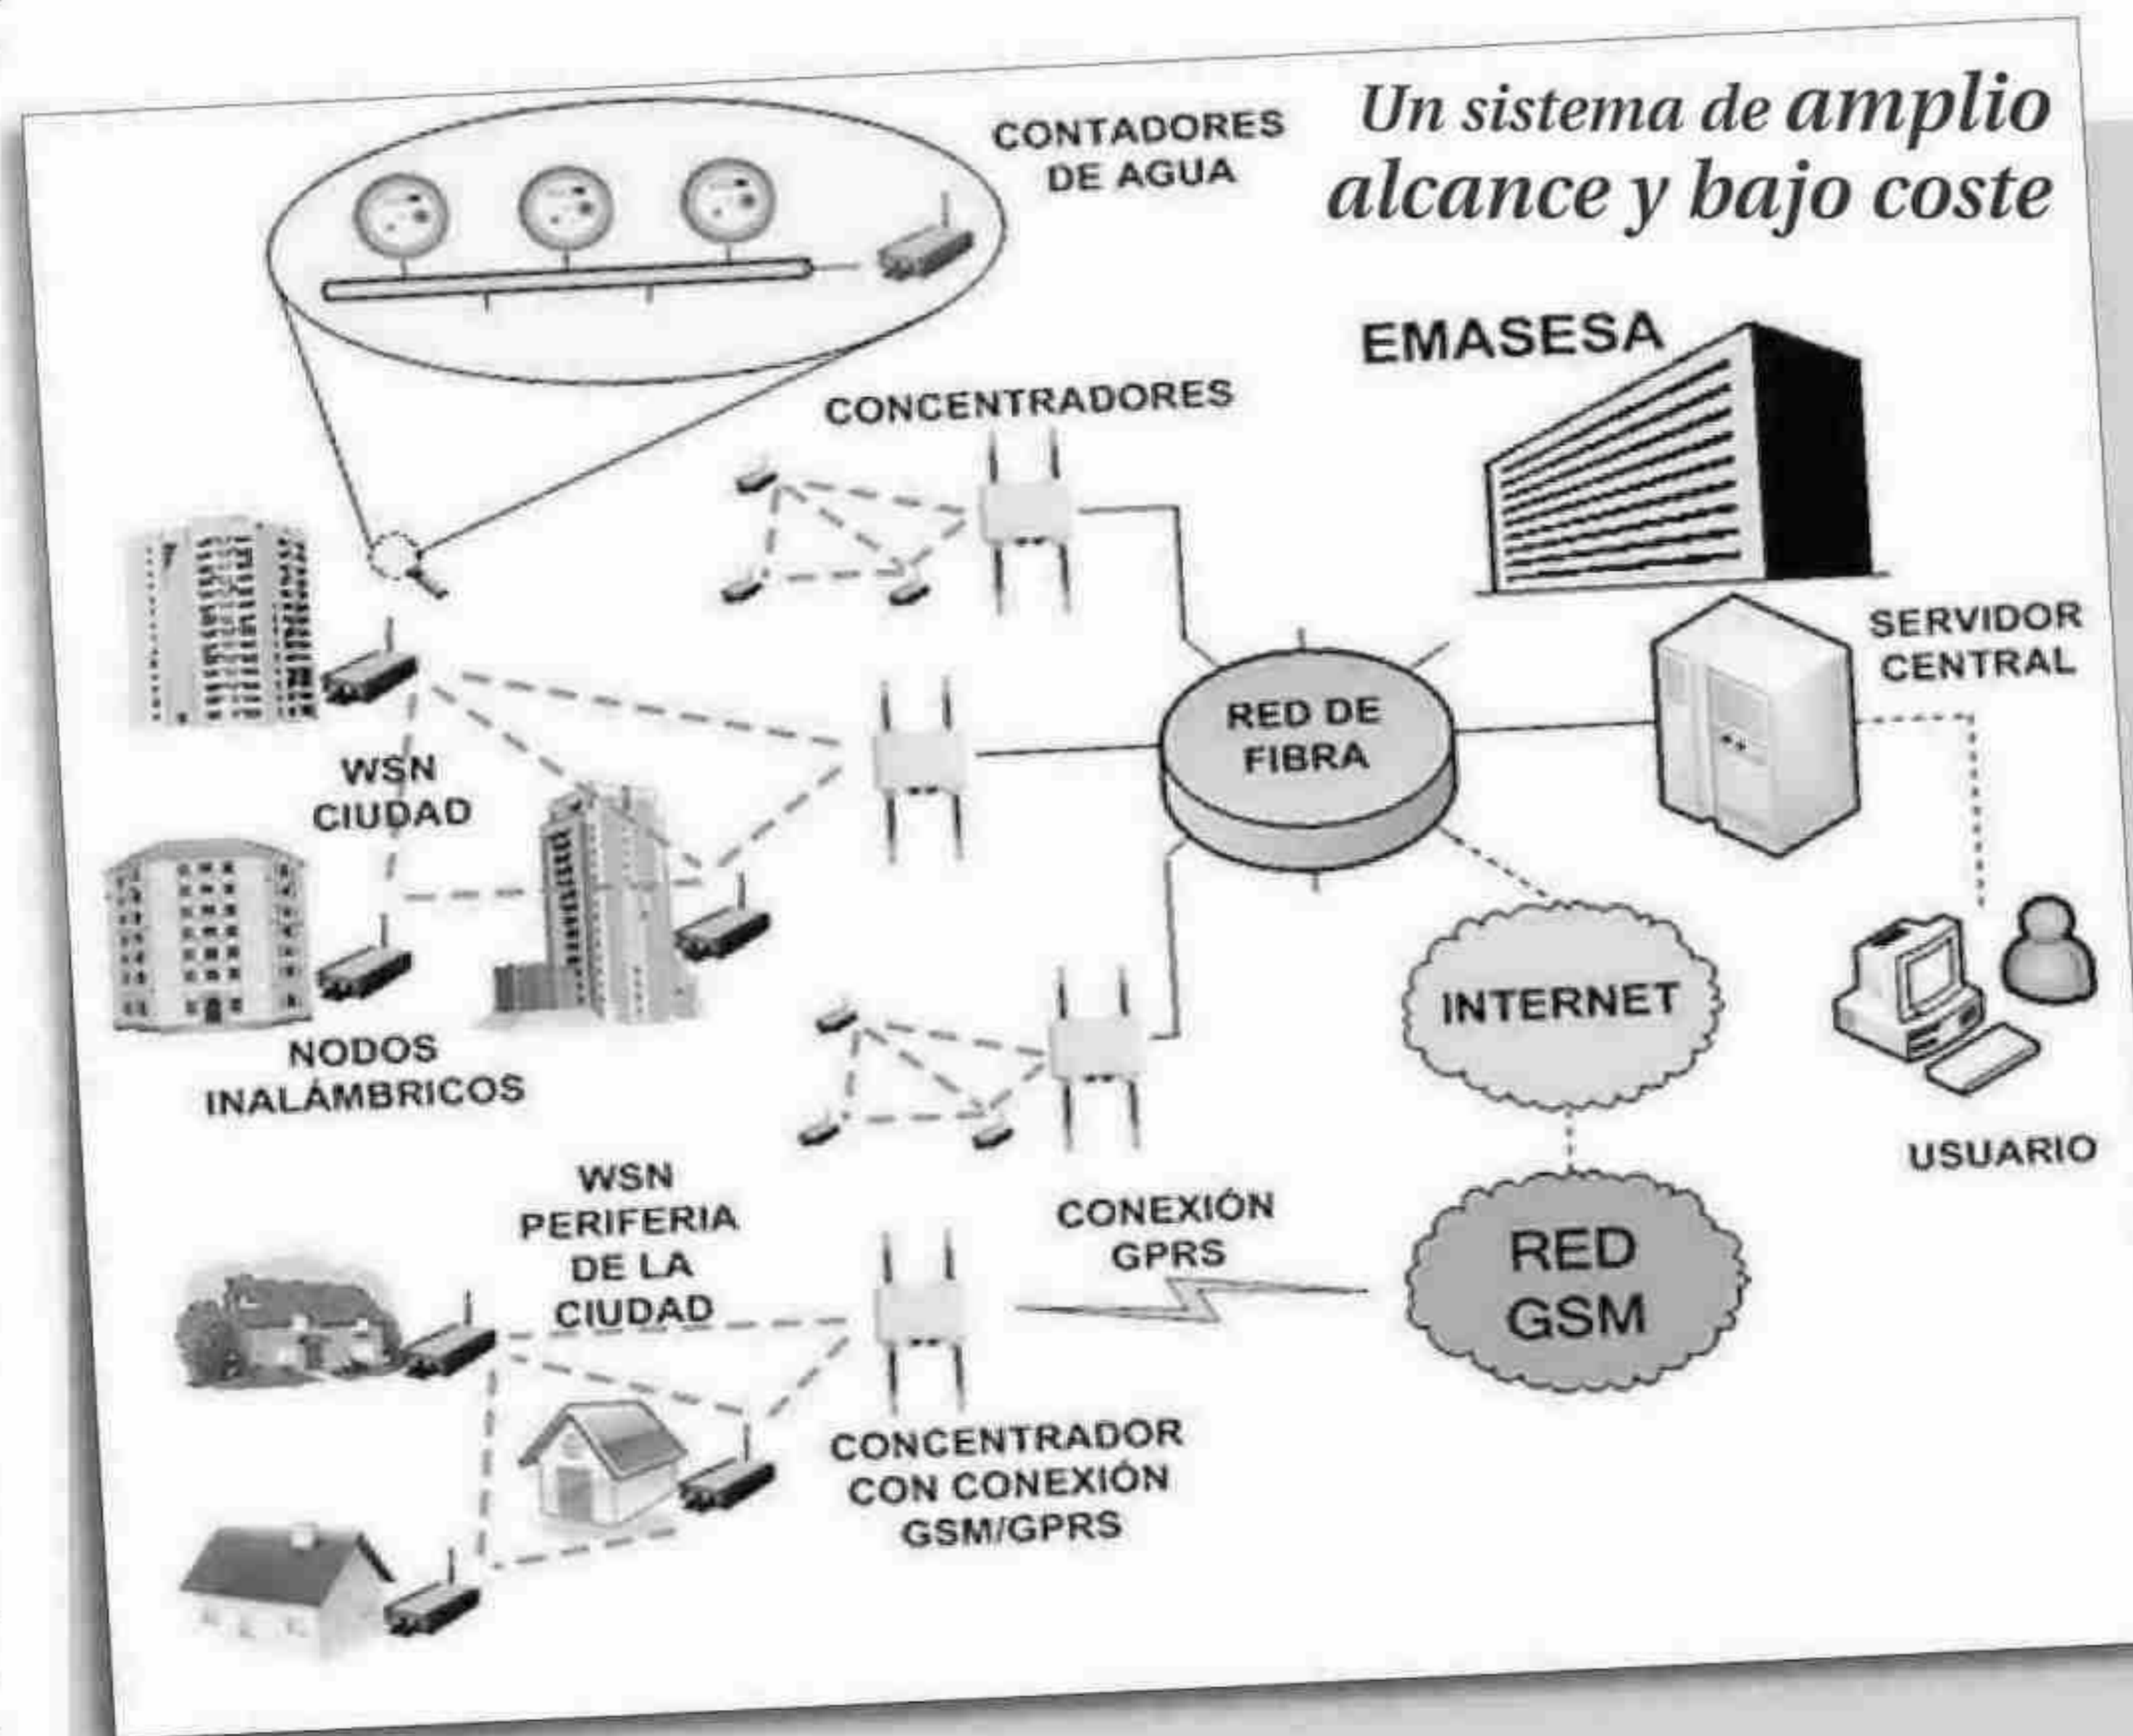 Un sistema de amplio
alcance y bajo coste
CONTADORES
DE AGUA
EMASESA
CONCENTRADORES
SERVIDOR
CENTRAL
RED DE
FIBRA
WSN
CIUDAD
INTERNET
NODOS
INALÁMBRICOS
USUARIO
WSN
PERIFERIA
DE LA
CIUDAD
CONEXIÓN
GPRS
RED
GSM
CONCENTRADOR
CON CONEXIÓN
GSM/GPRS